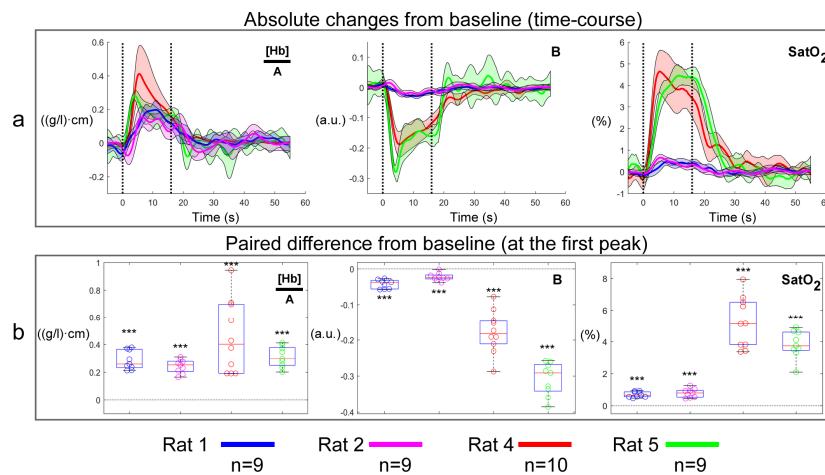 Absolute changes from baseline (time-course)
a
[Hb]
A
((g/l)·cm)
0.6
0.4
0.2
0
-0.2
0 10 20 30 40 50 60
Time (s)
B
(a.u.)
0.1
0
-0.1
-0.2
-0.3
0 10 20 30 40 50 60
Time (s)
SatO2
(%)
6
5
4
3
2
1
0
-1
0 10 20 30 40 50 60
Time (s)
Paired difference from baseline (at the first peak)
b
[Hb]
A
((g/l)·cm)
1
0.8
0.6
0.4
0.2
0
*** *** *** ***
B
(a.u.)
0
-0.1
-0.2
-0.3
-0.4
*** *** *** ***
SatO2
(%)
10
8
6
4
2
0
*** *** *** ***
Rat 1 Rat 2 Rat 4 Rat 5
n=9 n=9 n=10 n=9